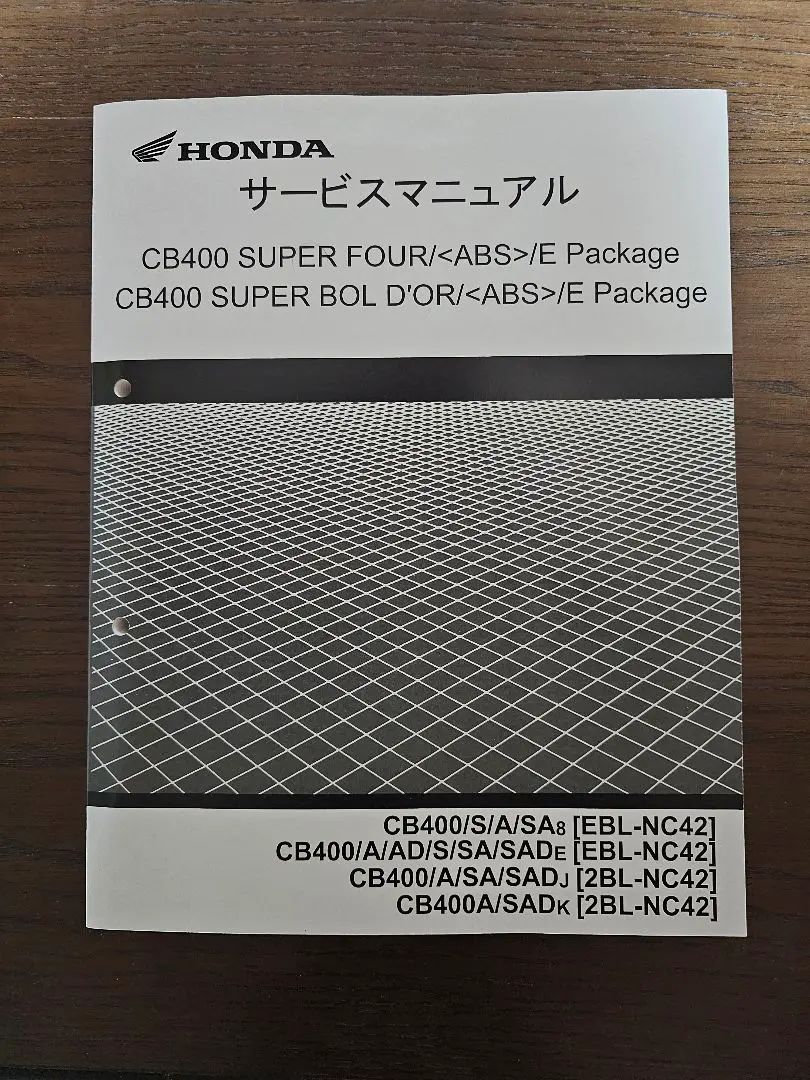 HONDA
サービスマニュアル
CB400 SUPER FOUR/<ABS>/E Package
CB400 SUPER BOL D'OR/<ABS>/E Package
CB400/S/A/SA8 [EBL-NC42]
CB400/A/AD/S/SA/SADE [EBL-NC42]
CB400/A/SA/SADJ [2BL-NC42]
CB400A/SADK [2BL-NC42]